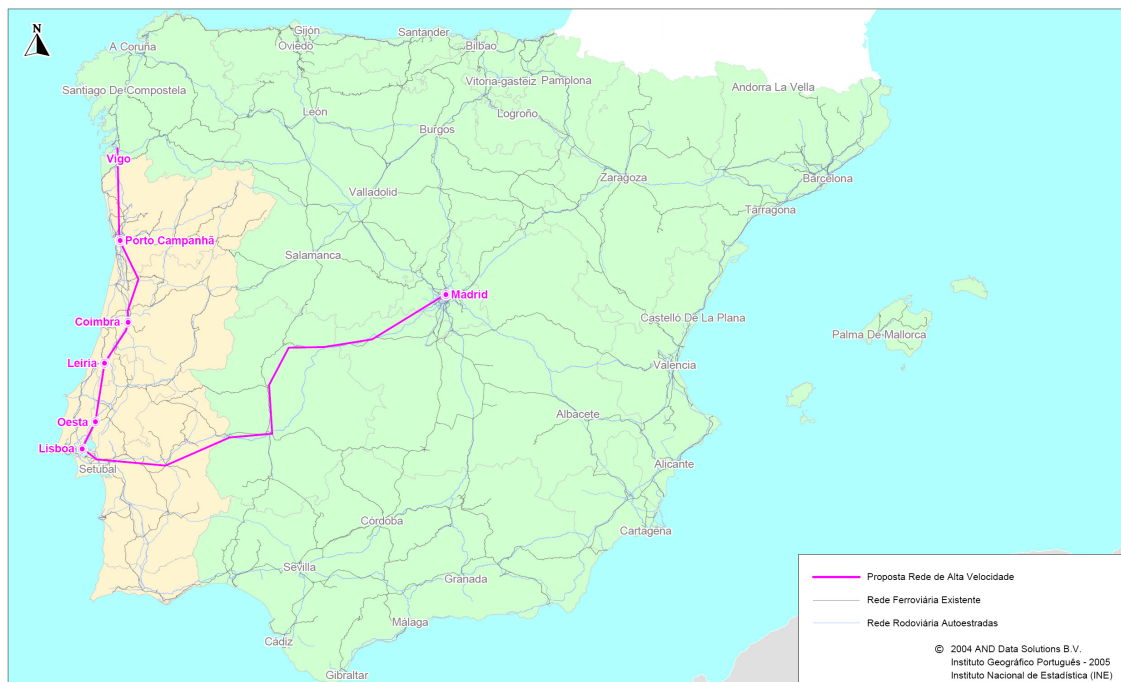 N
Gijón
A Coruna
Oviedo
Santander
Bilbao
Santiago De Compostela
Vitoria-gasteiz
Pamplona
Andorra La Vella
León
Logroño
Burgos
Vigo
Zaragoza
Barcelona
Valladolid
Tarragona
Porto Campanhã
Salamanca
Madrid
Coimbra
Castelló De La Plana
Palma De Mallorca
Leiria
Valencia
Oesta
Albacete
Lisboa
Setúbal
Alicante
Córdoba
Cartagena
Sevilla
Granada
Málaga
Cádiz
Gibraltar
Proposta Rede de Alta Velocidade
Rede Ferroviária Existente
Rede Rodoviária Autoestradas
© 2004 AND Data Solutions B.V.
Instituto Geográfico Português - 2005
Instituto Nacional de Estadística (INE)